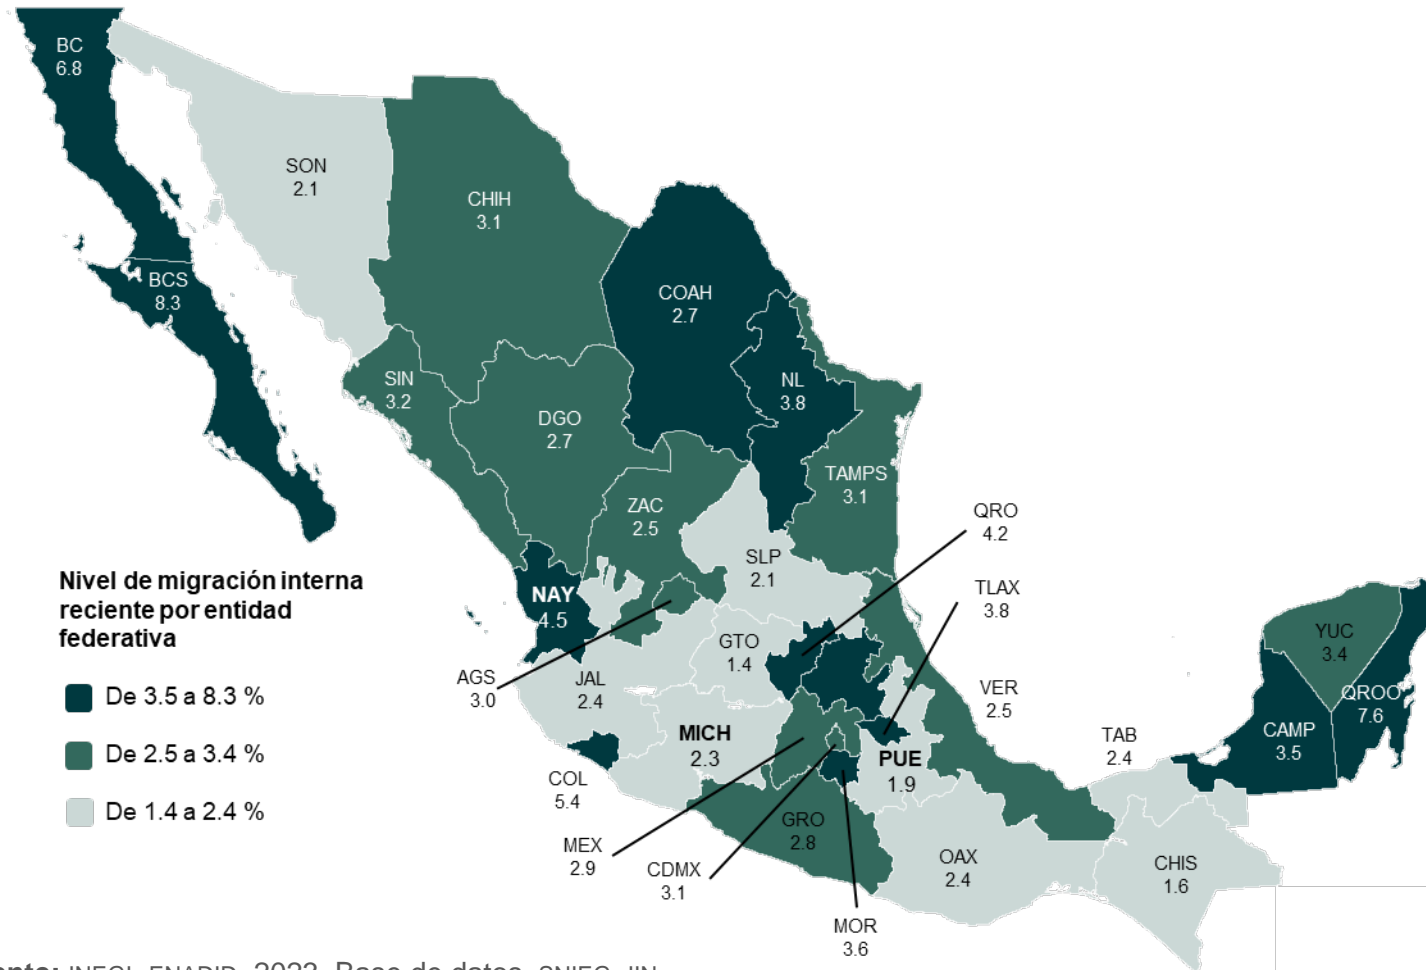 BC
6.8
SON
2.1
CHIH
3.1
BCS
8.3
COAH
2.7
SIN
3.2
NL
3.8
DGO
2.7
TAMPS
3.1
ZAC
2.5
QRO
4.2
SLP
2.1
TLAX
3.8
Nivel de migración interna
reciente por entidad
federativa
De 3.5 a 8.3 %
De 2.5 a 3.4 %
De 1.4 a 2.4 %
NAY
4.5
GTO
1.4
YUC
3.4
AGS
3.0
JAL
2.4
VER
2.5
QROO
7.6
MICH
2.3
TAB
2.4
CAMP
3.5
PUE
1.9
COL
5.4
GRO
2.8
MEX
2.9
CDMX
3.1
OAX
2.4
CHIS
1.6
MOR
3.6